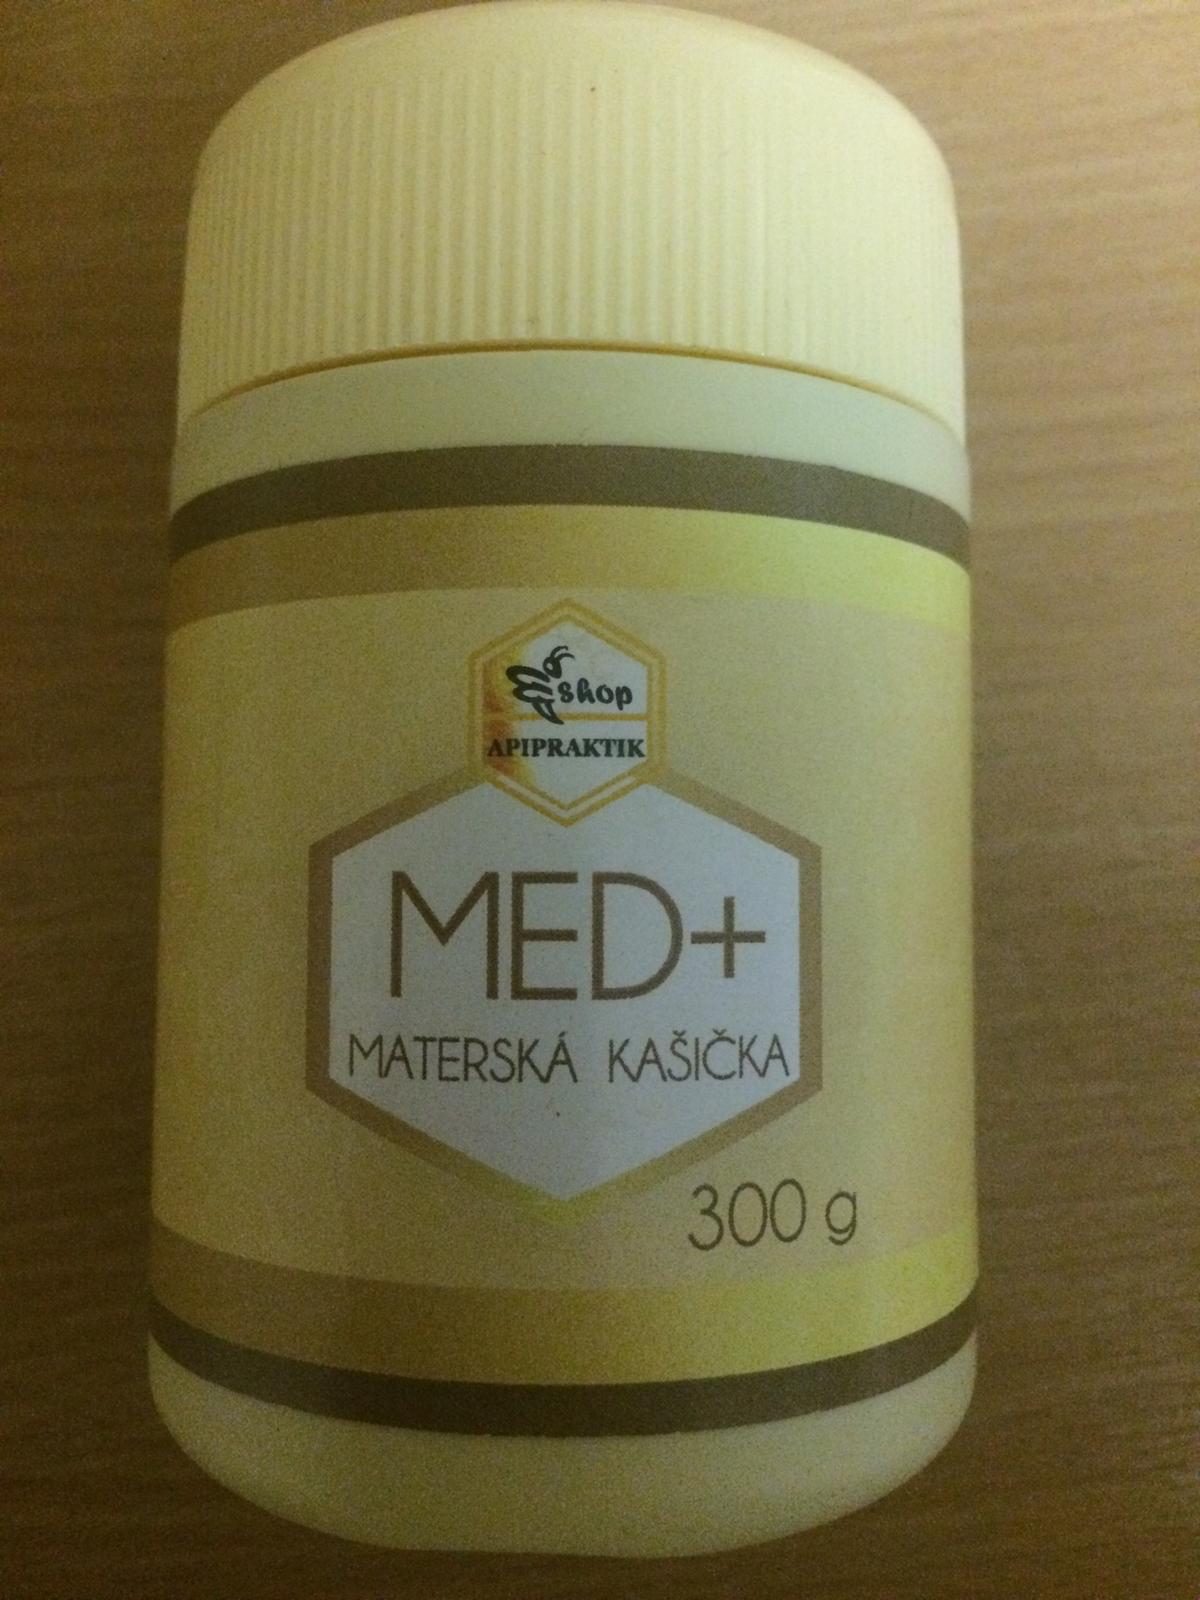 shop
APIPRAKTIK
MED+
MATERSKÁ KAŠIČKA
300 g